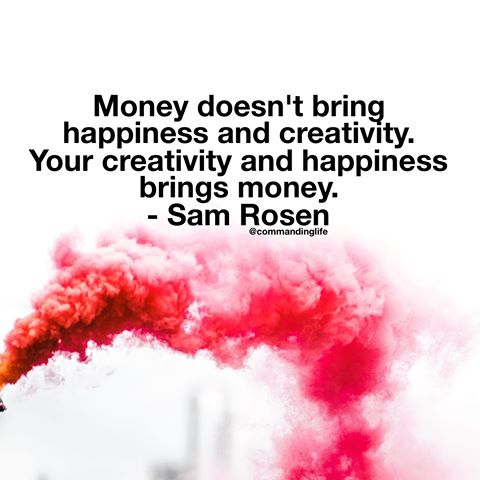 Money doesn't bring
happiness and creativity.
Your creativity and happiness
brings money.
- Sam Rosen
@commandinglife